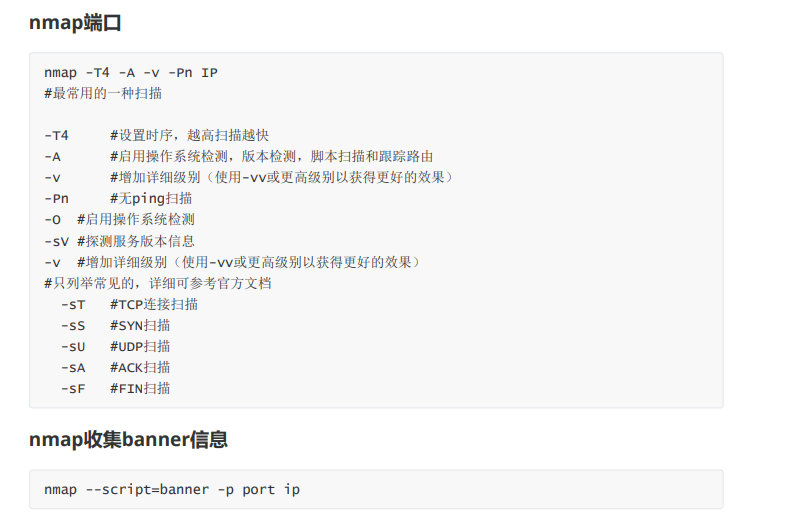 nmap端口
nmap -T4 -A -v -Pn IP
#最常用的一种扫描
-T4     #设置时序，越高扫描越快
-A      #启用操作系统检测，版本检测，脚本扫描和跟踪路由
-v      #增加详细级别（使用-vv或更高级别以获得更好的效果）
-Pn     #无ping扫描
-O  #启用操作系统检测
-sV #探测服务版本信息
-v  #增加详细级别（使用-vv或更高级别以获得更好的效果）
#只列举常见的，详细可参考官方文档
  -sT   #TCP连接扫描
  -sS   #SYN扫描
  -sU   #UDP扫描
  -sA   #ACK扫描
  -sF   #FIN扫描
nmap收集banner信息
nmap --script=banner -p port ip